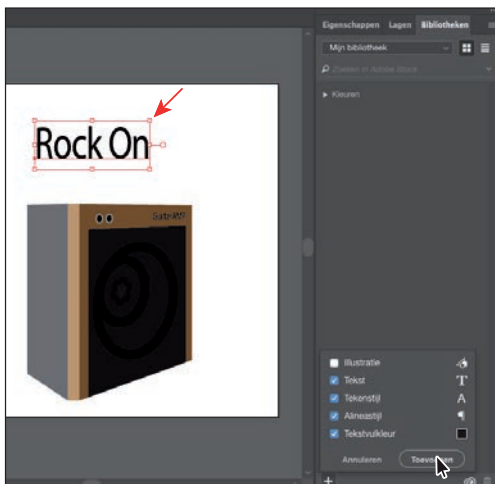 Eigenschappen Lagen Bibliotheken
Mijn bibliotheek
Zoeken in Adobe Stock
Kleuren
Rock On
Illustratie
Tekst T
Tekenstijl A
Alineastijl ¶
Tekstvulkleur
Annuleren Toevoegen